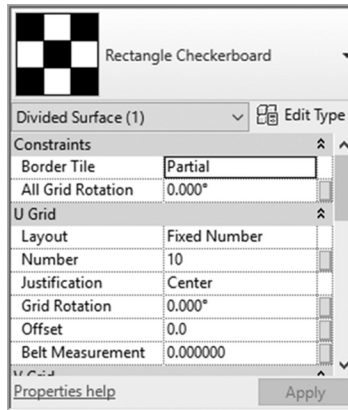 Rectangle Checkerboard
Divided Surface (1) Edit Type
Constraints
Border Tile Partial
All Grid Rotation 0.000°
U Grid
Layout Fixed Number
Number 10
Justification Center
Grid Rotation 0.000°
Offset 0.0
Belt Measurement 0.000000
V Grid
Properties help Apply